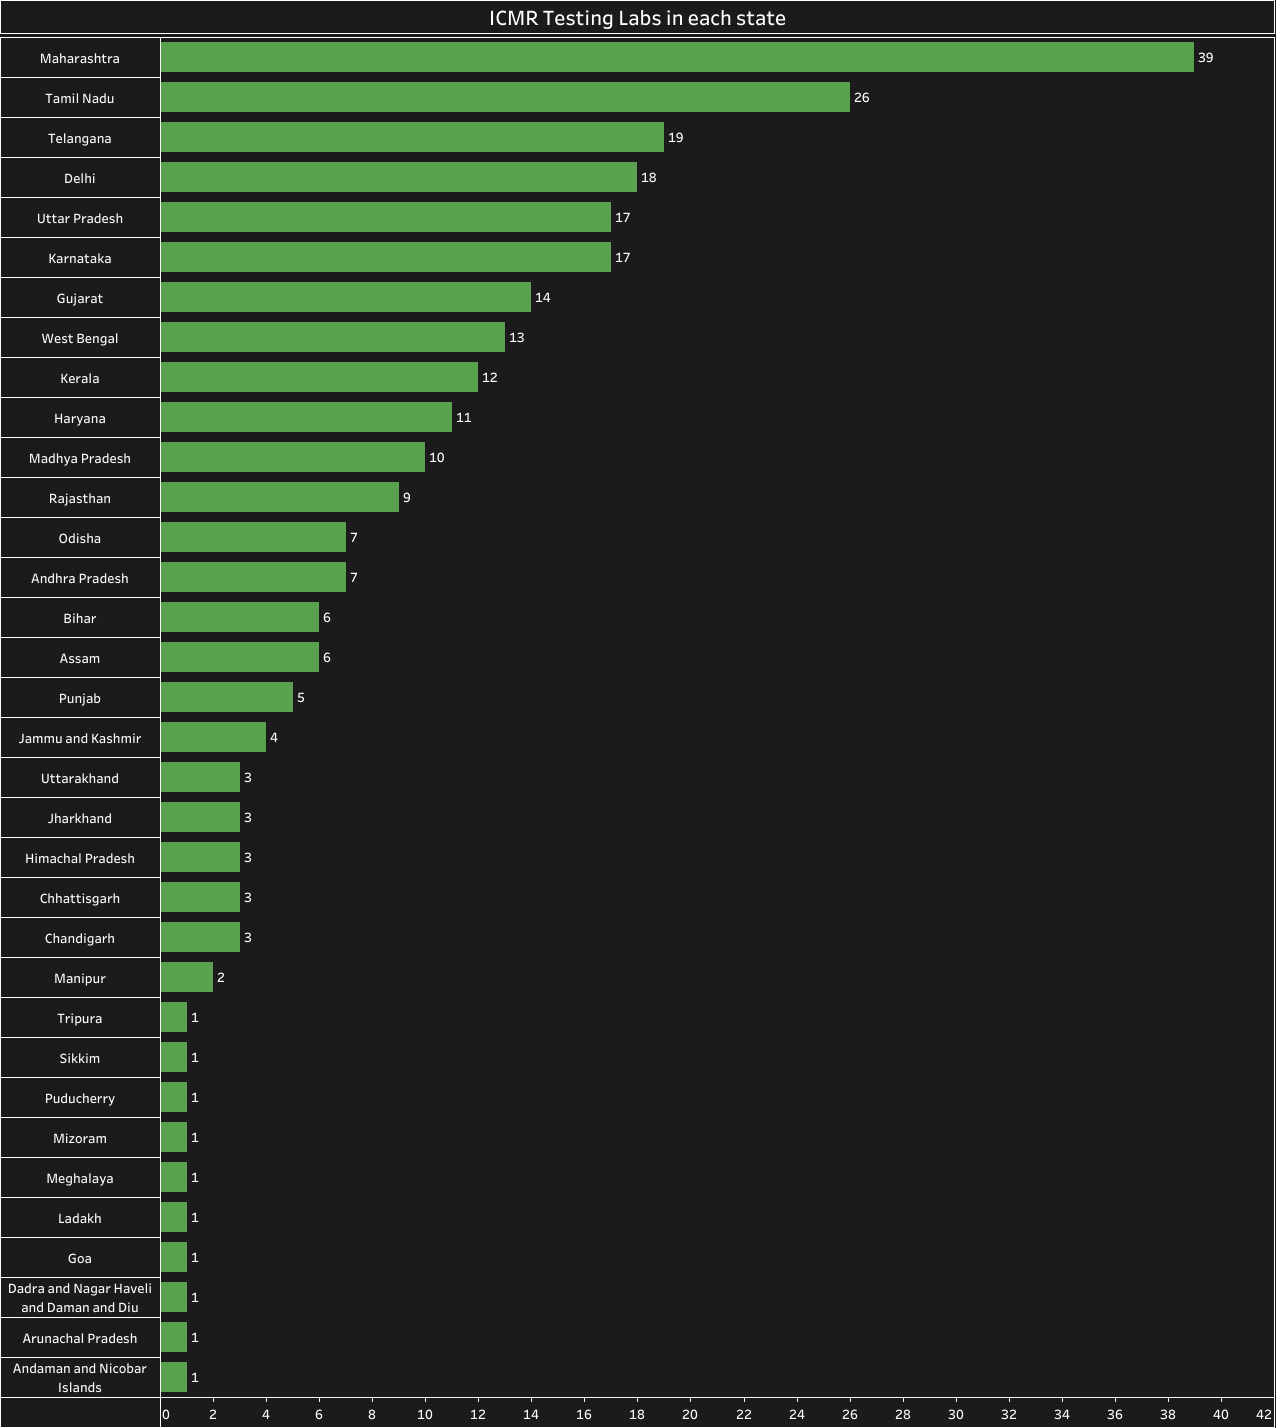 ICMR Testing Labs in each state
Maharashtra 39
Tamil Nadu 26
Telangana 19
Delhi 18
Uttar Pradesh 17
Karnataka 17
Gujarat 14
West Bengal 13
Kerala 12
Haryana 11
Madhya Pradesh 10
Rajasthan 9
Odisha 7
Andhra Pradesh 7
Bihar 6
Assam 6
Punjab 5
Jammu and Kashmir 4
Uttarakhand 3
Jharkhand 3
Himachal Pradesh 3
Chhattisgarh 3
Chandigarh 3
Manipur 2
Tripura 1
Sikkim 1
Puducherry 1
Mizoram 1
Meghalaya 1
Ladakh 1
Goa 1
Dadra and Nagar Haveli
and Daman and Diu 1
Arunachal Pradesh 1
Andaman and Nicobar
Islands 1
0 2 4 6 8 10 12 14 16 18 20 22 24 26 28 30 32 34 36 38 40 42